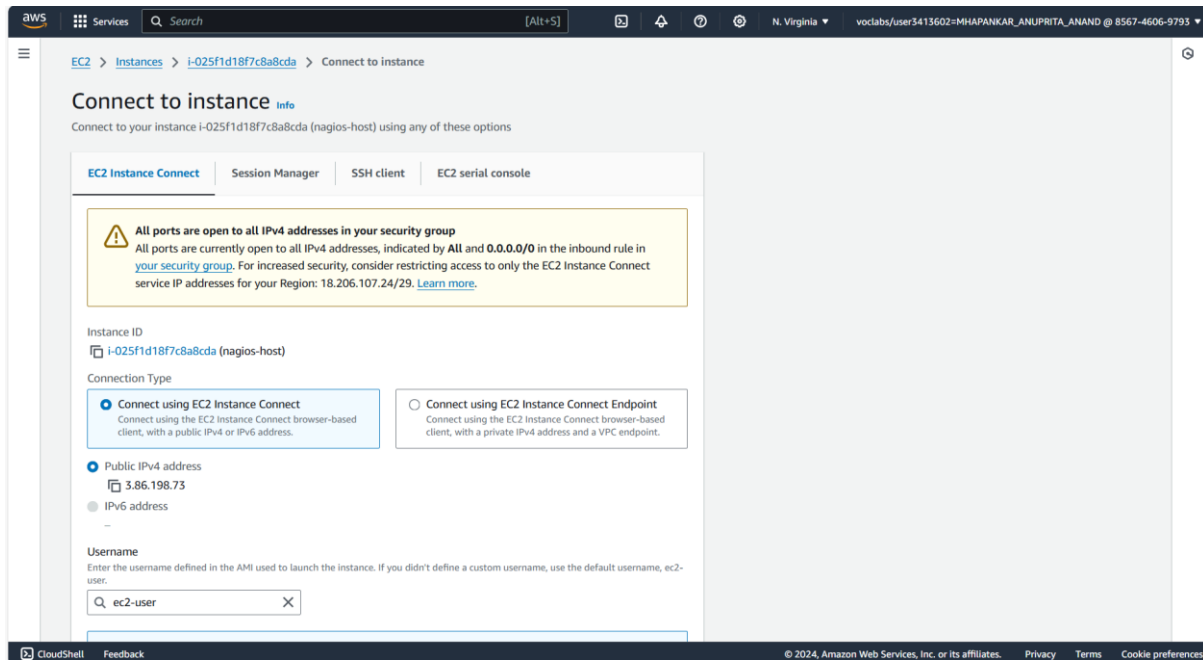 aws
Services
Search
[Alt+S]
N. Virginia
voclabs/user3413602=MHAPANKAR_ANUPRITA_ANAND @ 8567-4606-9793
EC2 > Instances > i-025f1d18f7c8a8cda > Connect to instance
Connect to instance Info
Connect to your instance i-025f1d18f7c8a8cda (nagios-host) using any of these options
EC2 Instance Connect
Session Manager
SSH client
EC2 serial console
All ports are open to all IPv4 addresses in your security group
All ports are currently open to all IPv4 addresses, indicated by All and 0.0.0.0/0 in the inbound rule in
your security group. For increased security, consider restricting access to only the EC2 Instance Connect
service IP addresses for your Region: 18.206.107.24/29. Learn more.
Instance ID
i-025f1d18f7c8a8cda (nagios-host)
Connection Type
Connect using EC2 Instance Connect
Connect using the EC2 Instance Connect browser-based
client, with a public IPv4 or IPv6 address.
Connect using EC2 Instance Connect Endpoint
Connect using the EC2 Instance Connect browser-based
client, with a private IPv4 address and a VPC endpoint.
Public IPv4 address
3.86.198.73
IPv6 address
–
Username
Enter the username defined in the AMI used to launch the instance. If you didn't define a custom username, use the default username, ec2-
user.
ec2-user
CloudShell
Feedback
© 2024, Amazon Web Services, Inc. or its affiliates.
Privacy
Terms
Cookie preferences